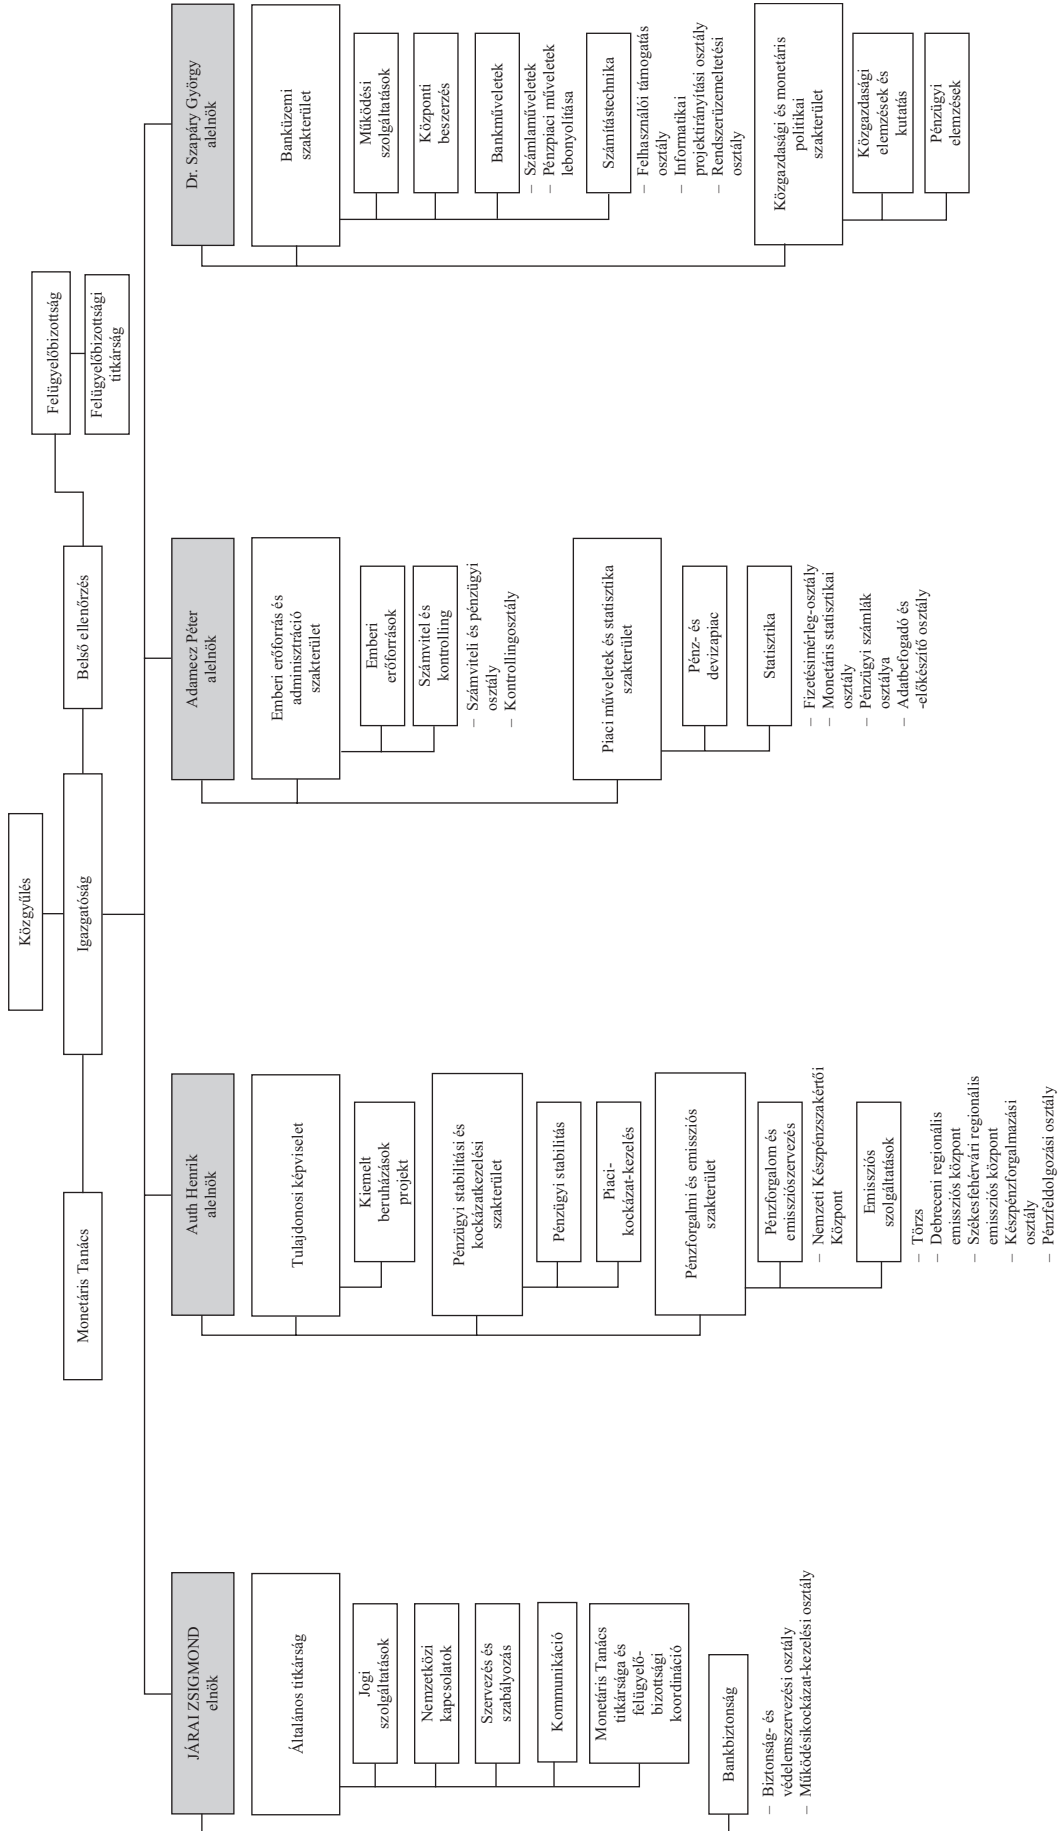 Közgyűlés
Monetáris Tanács
Igazgatóság
Belső ellenőrzés
Felügyelőbizottság
Felügyelőbizottsági
titkárság
JÁRAI ZSIGMOND
elnök
Általános titkárság
Jogi
szolgáltatások
Nemzetközi
kapcsolatok
Szervezés és
szabályozás
Kommunikáció
Monetáris Tanács
titkársága és
felügyelő-
bizottsági
koordináció
Bankbiztonság
– Biztonság- és
védelemszervezési osztály
– Működésikockázat-kezelési osztály
Auth Henrik
alelnök
Tulajdonosi képviselet
Kiemelt
beruházások
projekt
Pénzügyi stabilitási és
kockázatkezelési
szakterület
Pénzügyi stabilitás
Piaci-
kockázat-kezelés
Pénzforgalmi és emissziós
szakterület
Pénzforgalom és
emissziószervezés
– Nemzeti Készpénzszakértői
Központ
Emissziós
szolgáltatások
– Törzs
– Debreceni regionális
emissziós központ
– Székesfehérvári regionális
emissziós központ
– Készpénzforgalmazási
osztály
– Pénzfeldolgozási osztály
Adamecz Péter
alelnök
Emberi erőforrás és
adminisztráció
szakterület
Emberi
erőforrások
Számvitel és
kontrolling
– Számviteli és pénzügyi
osztály
– Kontrollingosztály
Piaci műveletek és statisztika
szakterület
Pénz- és
devizapiac
Statisztika
– Fizetésimérleg-osztály
– Monetáris statisztikai
osztály
– Pénzügyi számlák
osztálya
– Adatbefogadó és
-előkészítő osztály
Dr. Szapáry György
alelnök
Banküzemi
szakterület
Működési
szolgáltatások
Központi
beszerzés
Bankműveletek
– Számlaműveletek
– Pénzpiaci műveletek
lebonyolítása
Számítástechnika
– Felhasználói támogatás
osztály
– Informatikai
projektirányítási osztály
– Rendszerüzemeltetési
osztály
Közgazdasági és monetáris
politikai
szakterület
Közgazdasági
elemzések és
kutatás
Pénzügyi
elemzések